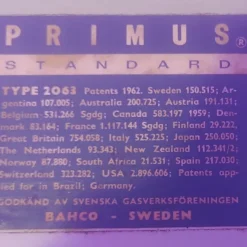 PRIMUS®
STANDARD
TYPE 2063 Patents 1962. Sweden 150.515; Ar-
gentina 107.005; Australia 200.725; Austria 191.131;
Belgium 531.266 Sgdg; Canada 583.197 1959; Den-
mark 83.164; France 1.117.144 Sgdg; Finland 29.222,
Great Britain 754.058; Italy 525.225; Japan 250.050,
The Netherlands 93.343; New Zealand 112.341/2;
Norway 87.880; South Africa 21.531; Spain 217.030;
Switzerland 323.282; USA 2.896.606; Patents app-
lied for in Brazil; Germany.
GODKÄND AV SVENSKA GASVERKSFÖRENINGEN
BAHCO - SWEDEN